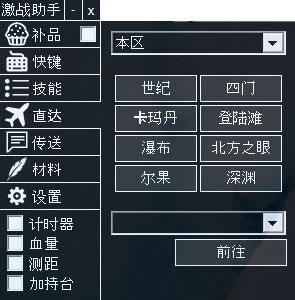 激战助手 - x
补品
快键
技能
直达
传送
材料
设置
计时器
血量
测距
加持台
本区
世纪 四门
卡玛丹 登陆滩
瀑布 北方之眼
尔果 深渊
前往